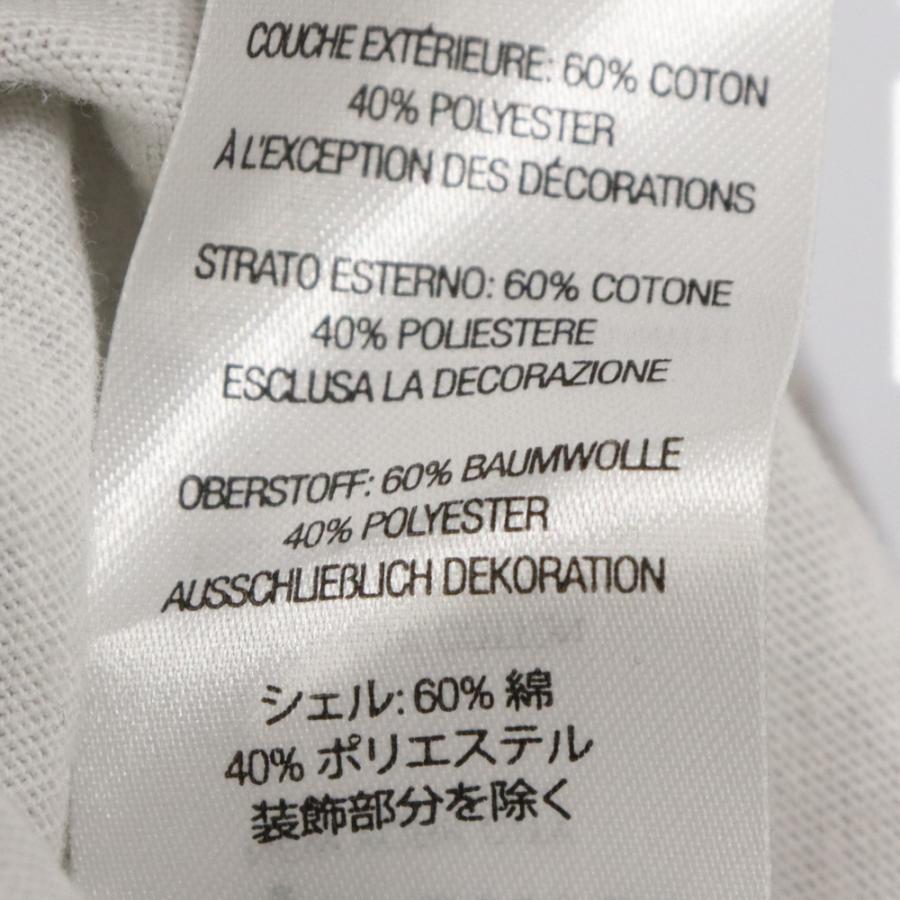 COUCHE EXTÉRIEURE: 60% COTON
40% POLYESTER
À L'EXCEPTION DES DÉCORATIONS
STRATO ESTERNO: 60% COTONE
40% POLIESTERE
ESCLUSA LA DECORAZIONE
OBERSTOFF: 60% BAUMWOLLE
40% POLYESTER
AUSSCHLIEßLICH DEKORATION
シェル: 60% 綿
40% ポリエステル
装飾部分を除く